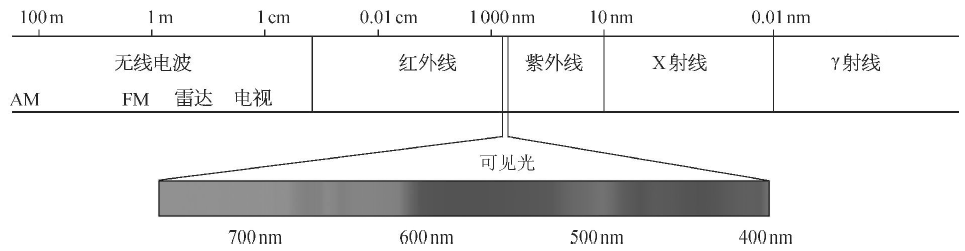 100 m 1 m 1 cm 0.01 cm 1 000 nm 10 nm 0.01 nm
无线电波 红外线 紫外线 X射线 γ射线
AM FM 雷达 电视
可见光
700 nm 600 nm 500 nm 400 nm